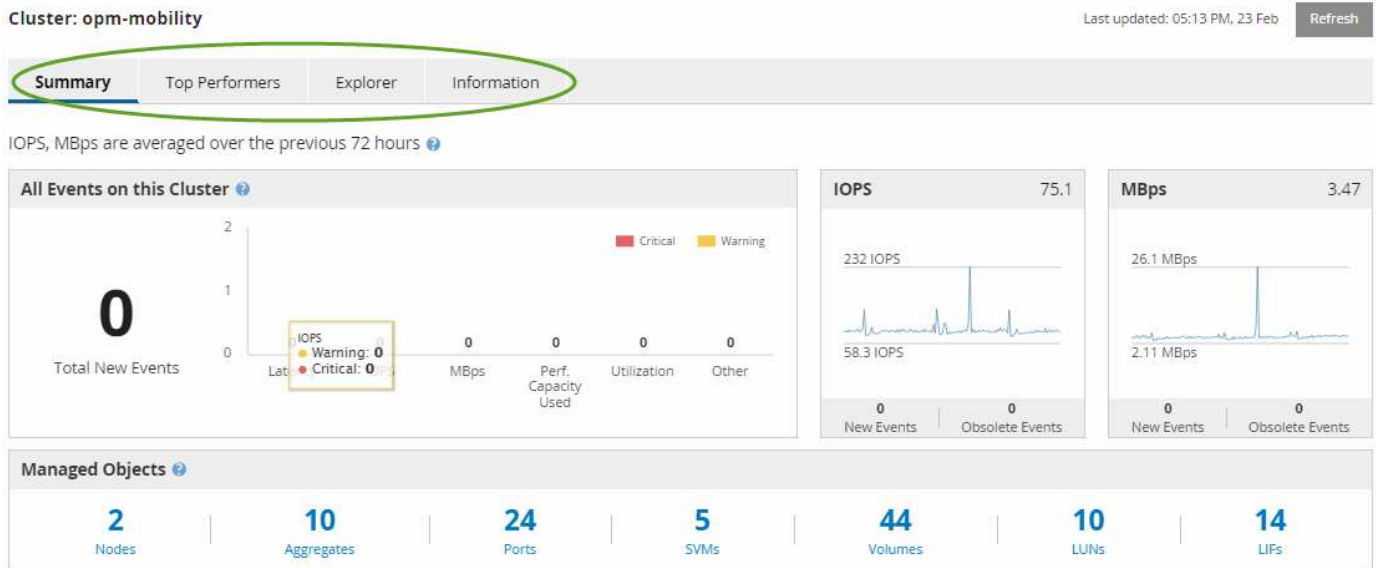 Cluster: opm-mobility
Last updated: 05:13 PM, 23 Feb
Refresh
Summary
Top Performers
Explorer
Information
IOPS, MBps are averaged over the previous 72 hours
All Events on this Cluster
0
Total New Events
2
1
0
Critical
Warning
IOPS
Warning: 0
Critical: 0
0
0
0
0
MBps
Perf.
Capacity
Used
Utilization
Other
IOPS
75.1
232 IOPS
58.3 IOPS
0
New Events
0
Obsolete Events
MBps
3.47
26.1 MBps
2.11 MBps
0
New Events
0
Obsolete Events
Managed Objects
2
Nodes
10
Aggregates
24
Ports
5
SVMs
44
Volumes
10
LUNs
14
LIFs